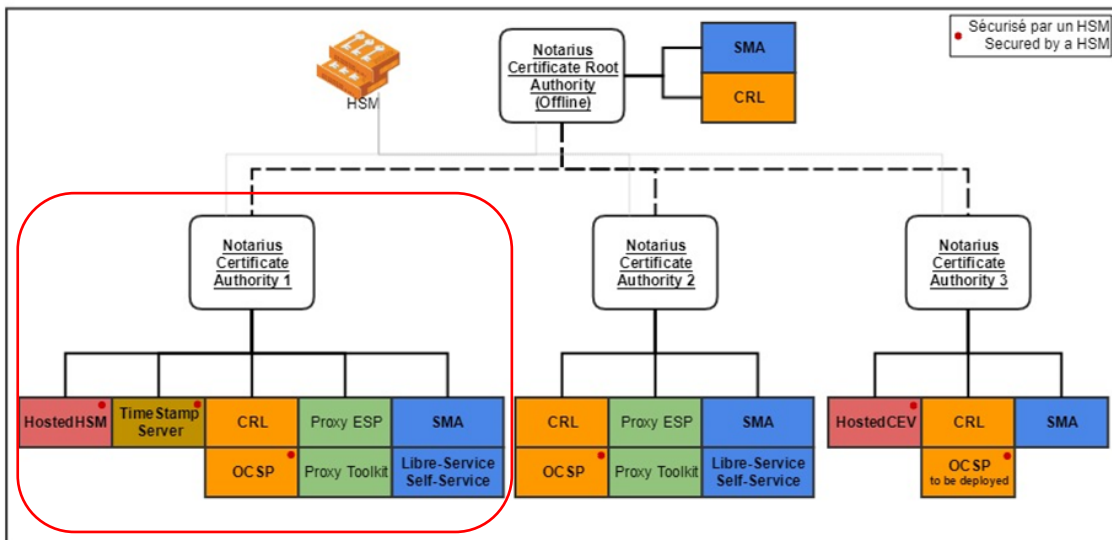 Sécurisé par un HSM
Secured by a HSM
HSM
Notarius
Certificate Root
Authority
(Offline)
SMA
CRL
Notarius
Certificate
Authority 1
Notarius
Certificate
Authority 2
Notarius
Certificate
Authority 3
HostedHSM
TimeStamp
Server
CRL
Proxy ESP
SMA
OCSP
Proxy Toolkit
Libre-Service
Self-Service
CRL
Proxy ESP
SMA
OCSP
Proxy Toolkit
Libre-Service
Self-Service
HostedCEV
CRL
SMA
OCSP
to be deployed